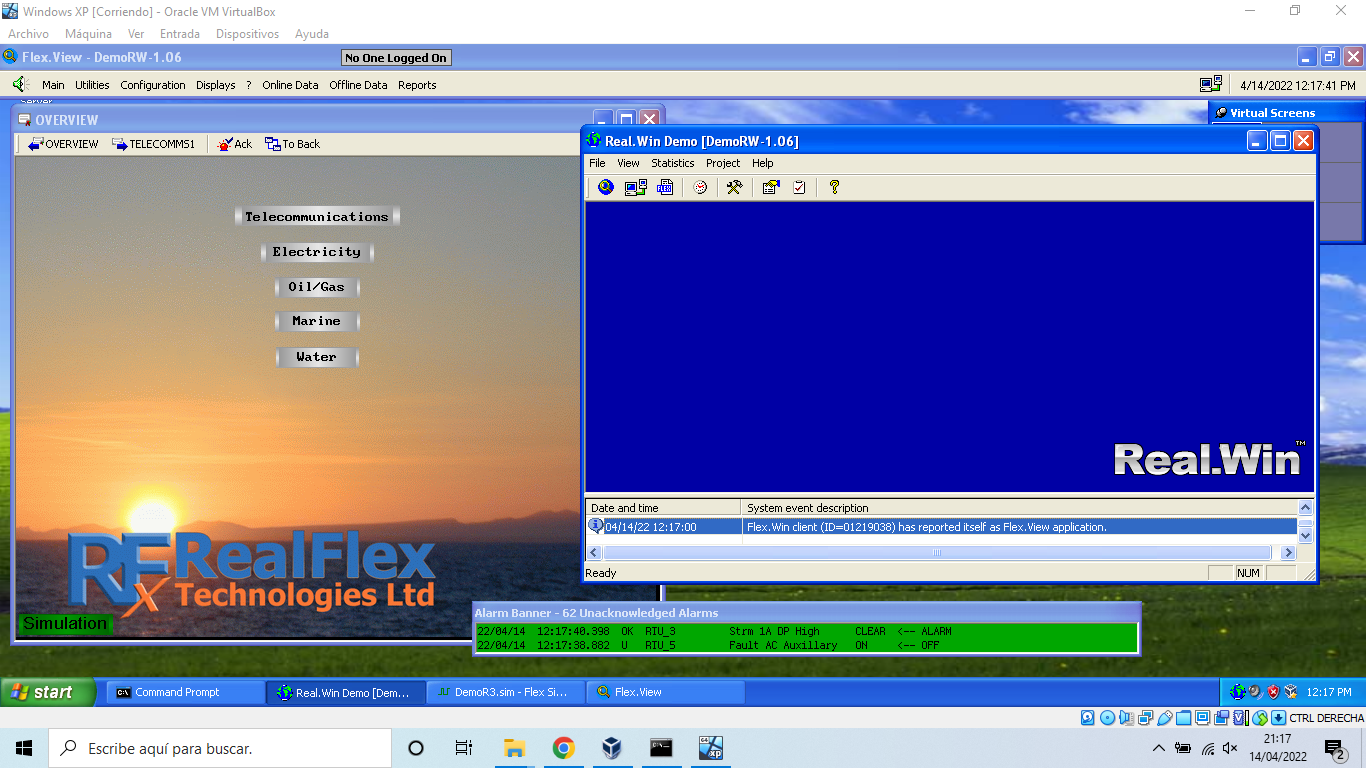 Windows XP [Corriendo] - Oracle VM VirtualBox
Archivo Máquina Ver Entrada Dispositivos Ayuda
Flex.View - DemoRW-1.06
No One Logged On
Main Utilities Configuration Displays ? Online Data Offline Data Reports
4/14/2022 12:17:41 PM
Server
OVERVIEW
OVERVIEW TELECOMMS1 Ack To Back
Telecommunications
Electricity
Oil/Gas
Marine
Water
RFx RealFlex
Technologies Ltd
Simulation
Virtual Screens
Real.Win Demo [DemoRW-1.06]
File View Statistics Project Help
Real.Win™
Date and time System event description
04/14/22 12:17:00 Flex.Win client (ID=01219038) has reported itself as Flex.View application.
Ready NUM
Alarm Banner - 62 Unacknowledged Alarms
22/04/14 12:17:40.398 OK RIU_3 Strm 1A DP High CLEAR <-- ALARM
22/04/14 12:17:38.882 U RIU_5 Fault AC Auxillary ON <-- OFF
start Command Prompt Real.Win Demo [Dem... DemoR3.sim - Flex Si... Flex.View 12:17 PM
CTRL DERECHA
Escribe aquí para buscar.
21:17
14/04/2022
2